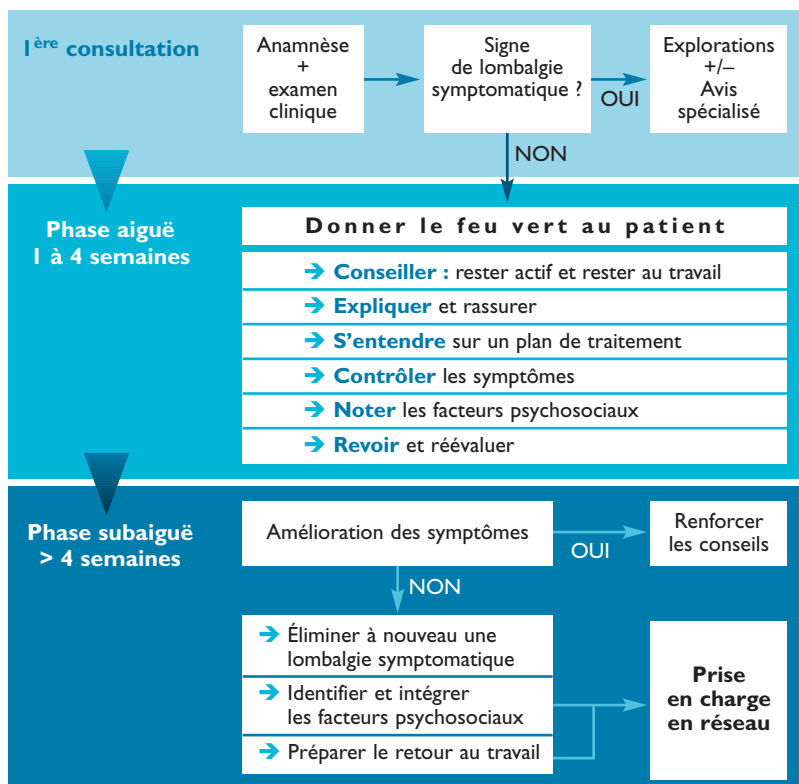 1ère consultation
Anamnèse
+
examen
clinique
Signe
de lombalgie
symptomatique ?
OUI
Explorations
+/–
Avis
spécialisé
NON
Phase aiguë
1 à 4 semaines
Donner le feu vert au patient
➔ Conseiller : rester actif et rester au travail
➔ Expliquer et rassurer
➔ S’entendre sur un plan de traitement
➔ Contrôler les symptômes
➔ Noter les facteurs psychosociaux
➔ Revoir et réévaluer
Phase subaiguë
> 4 semaines
Amélioration des symptômes
OUI
Renforcer
les conseils
NON
➔ Éliminer à nouveau une
lombalgie symptomatique
➔ Identifier et intégrer
les facteurs psychosociaux
➔ Préparer le retour au travail
Prise
en charge
en réseau